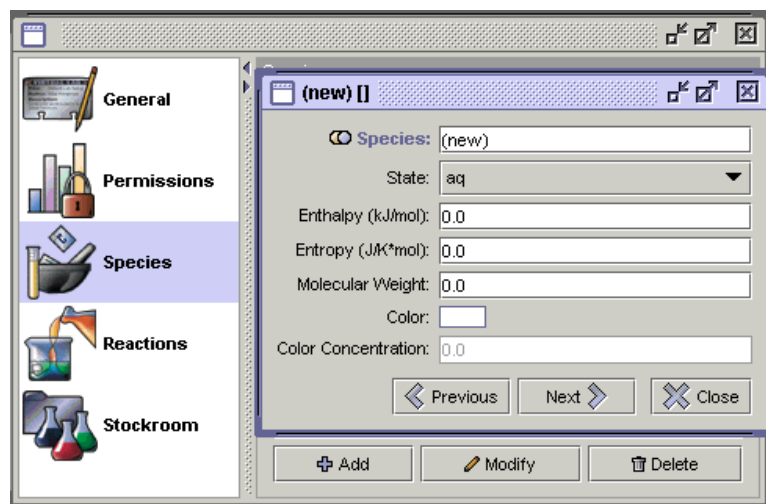 General
Permissions
Species
Reactions
Stockroom
(new) []
Species: (new)
State: aq
Enthalpy (kJ/mol): 0.0
Entropy (J/K*mol): 0.0
Molecular Weight: 0.0
Color:
Color Concentration: 0.0
Previous Next Close
Add Modify Delete